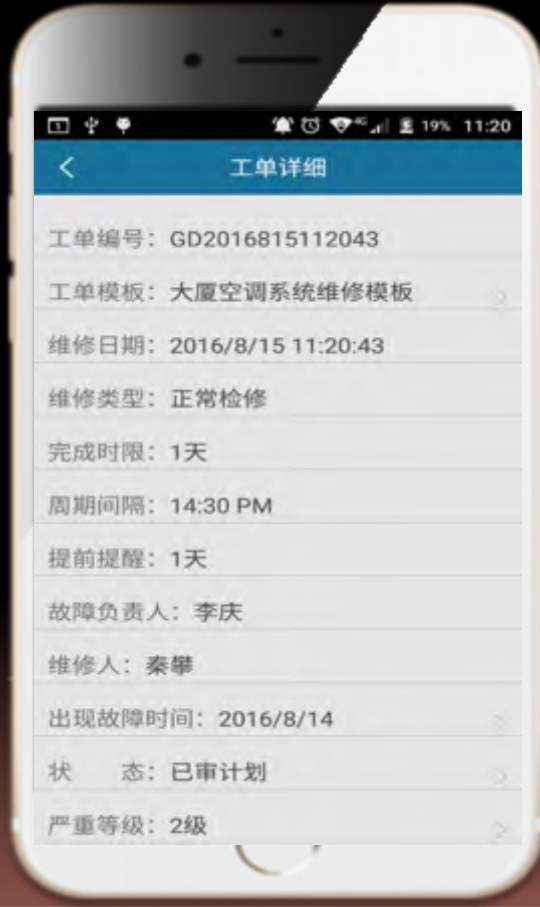 19% 11:20
工单详细
工单编号：GD2016815112043
工单模板：大厦空调系统维修模板
维修日期：2016/8/15 11:20:43
维修类型：正常检修
完成时限：1天
周期间隔：14:30 PM
提前提醒：1天
故障负责人：李庆
维修人：秦攀
出现故障时间：2016/8/14
状 态：已审计划
严重等级：2级